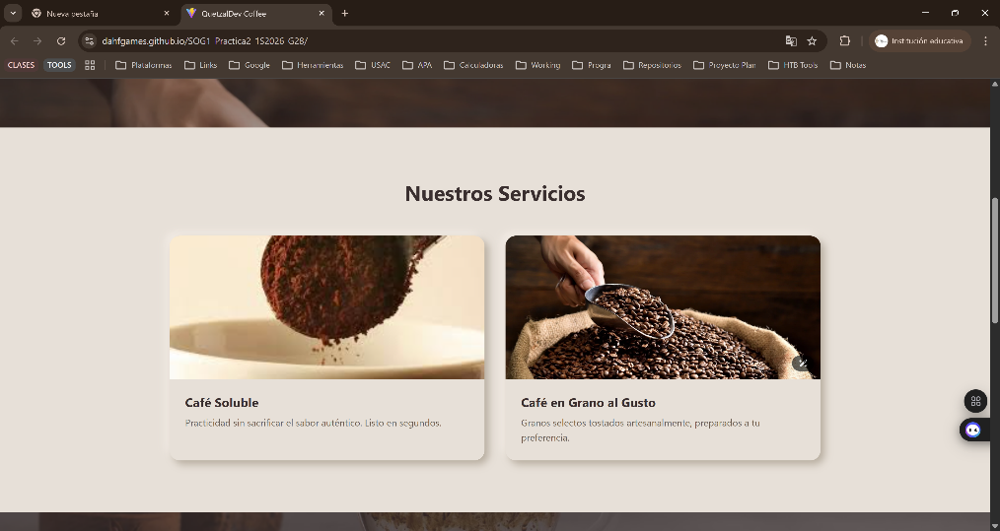 Nueva pestaña
QuetzalDev Coffee
dahfgames.github.io/SOG1_Practica2_1S2026_G28/
Institución educativa
CLASES
TOOLS
Plataformas
Links
Google
Herramientas
USAC
APA
Calculadoras
Working
Progra
Repositorios
Proyecto Plan
HTB Tools
Notas
Nuestros Servicios
Café Soluble
Practicidad sin sacrificar el sabor auténtico. Listo en segundos.
Café en Grano al Gusto
Granos selectos tostados artesanalmente, preparados a tu
preferencia.